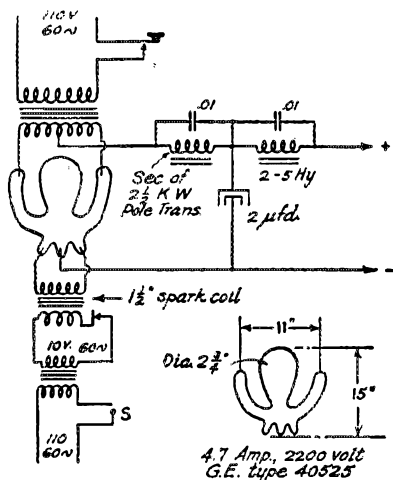 110V
60~
.01
.01
+
Sec of
2½ KW
Pole Trans.
2-5 Hy
2 μfd.
-
1½" spark coil
10V. 60~
S
110
60~
11"
Dia. 2¾"
15"
4.7 Amp., 2200 volt
G.E. type 40525